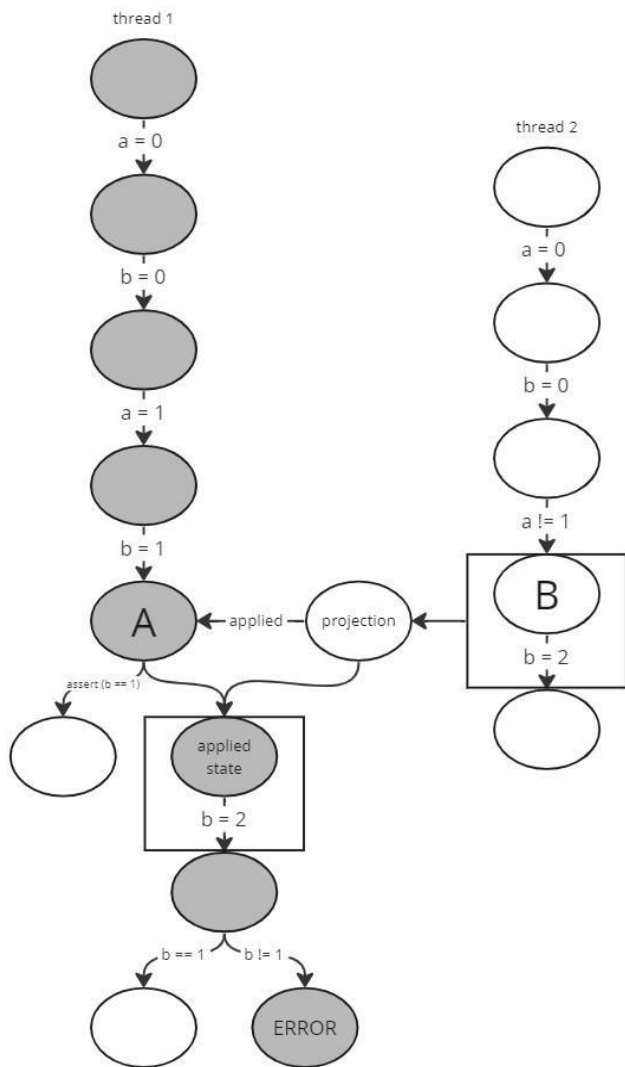 thread 1
a = 0
b = 0
a = 1
b = 1
A
assert (b == 1)
thread 2
a = 0
b = 0
a != 1
B
b = 2
projection
applied
applied
state
b = 2
b == 1
b != 1
ERROR